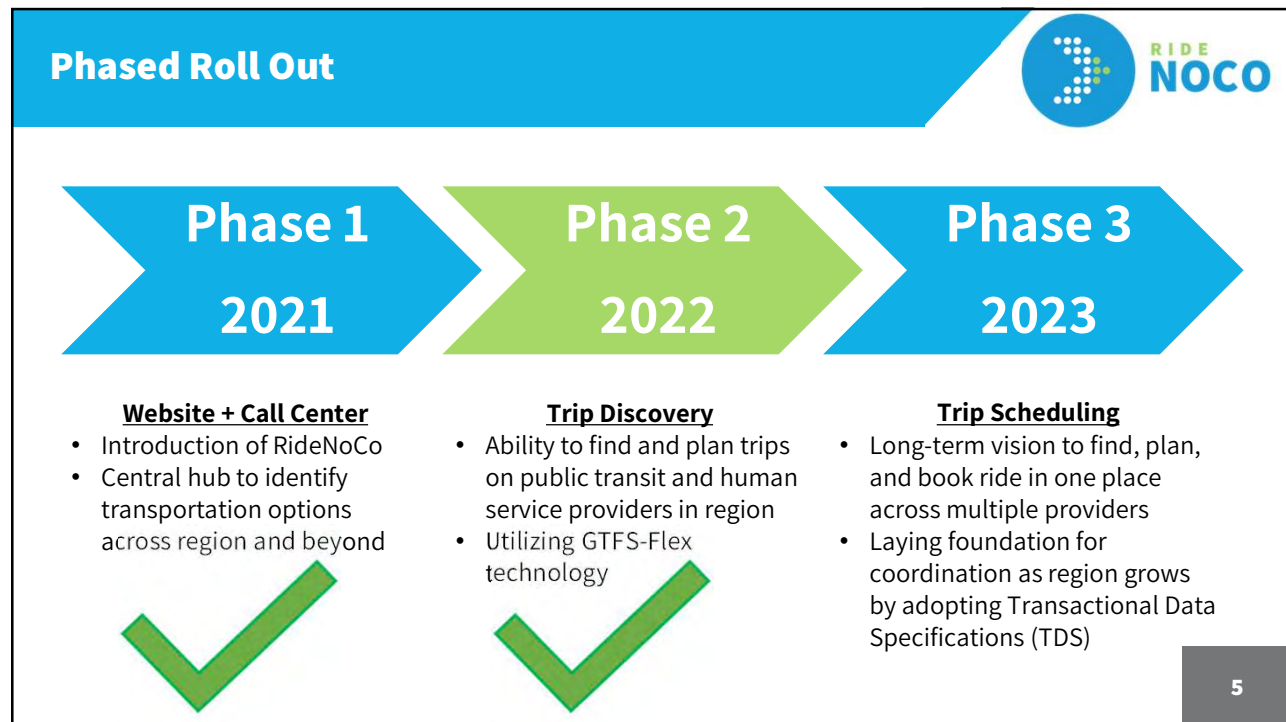 Phased Roll Out
RIDE
NOCO
Phase 1
2021
Phase 2
2022
Phase 3
2023
Website + Call Center
• Introduction of RideNoCo
• Central hub to identify
transportation options
across region and beyond
Trip Discovery
• Ability to find and plan trips
on public transit and human
service providers in region
• Utilizing GTFS-Flex
technology
Trip Scheduling
• Long-term vision to find, plan,
and book ride in one place
across multiple providers
• Laying foundation for
coordination as region grows
by adopting Transactional Data
Specifications (TDS)
5